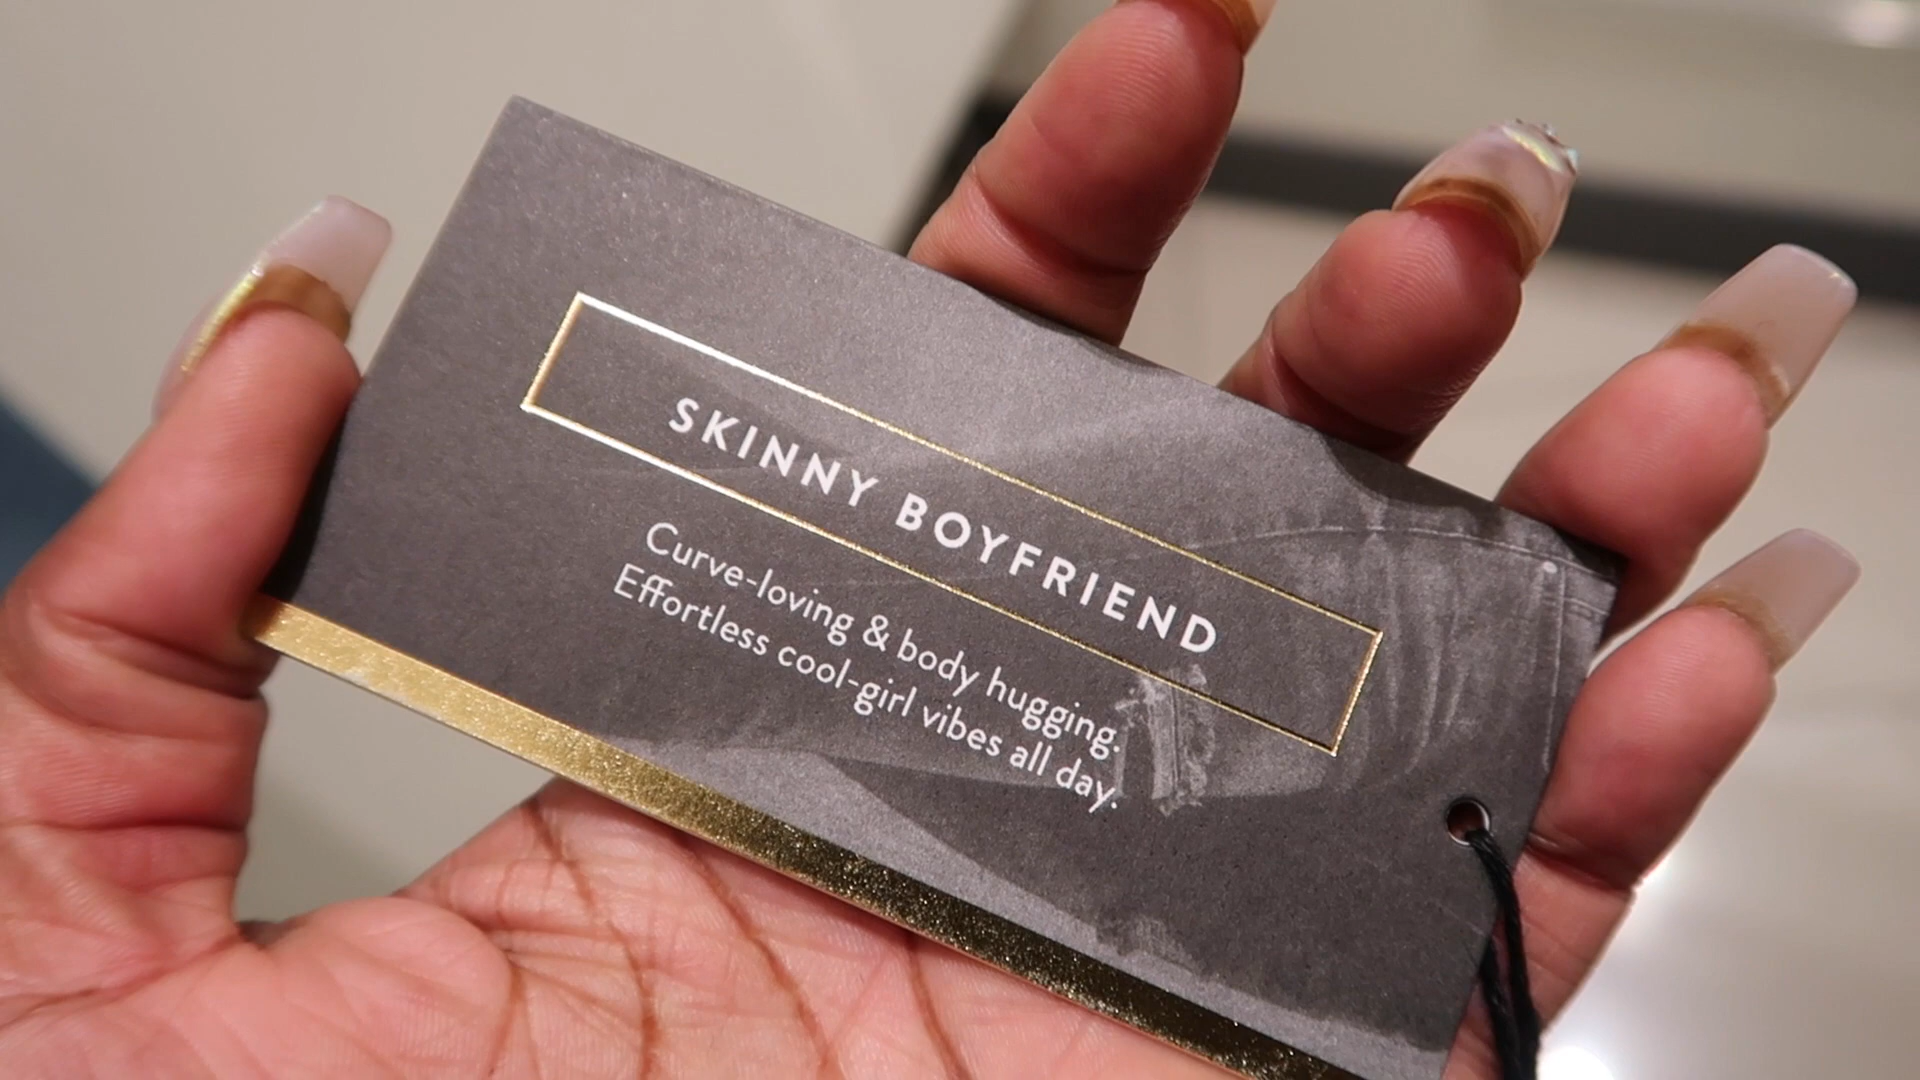 SKINNY BOYFRIEND
Curve-loving & body hugging.
Effortless cool-girl vibes all day.